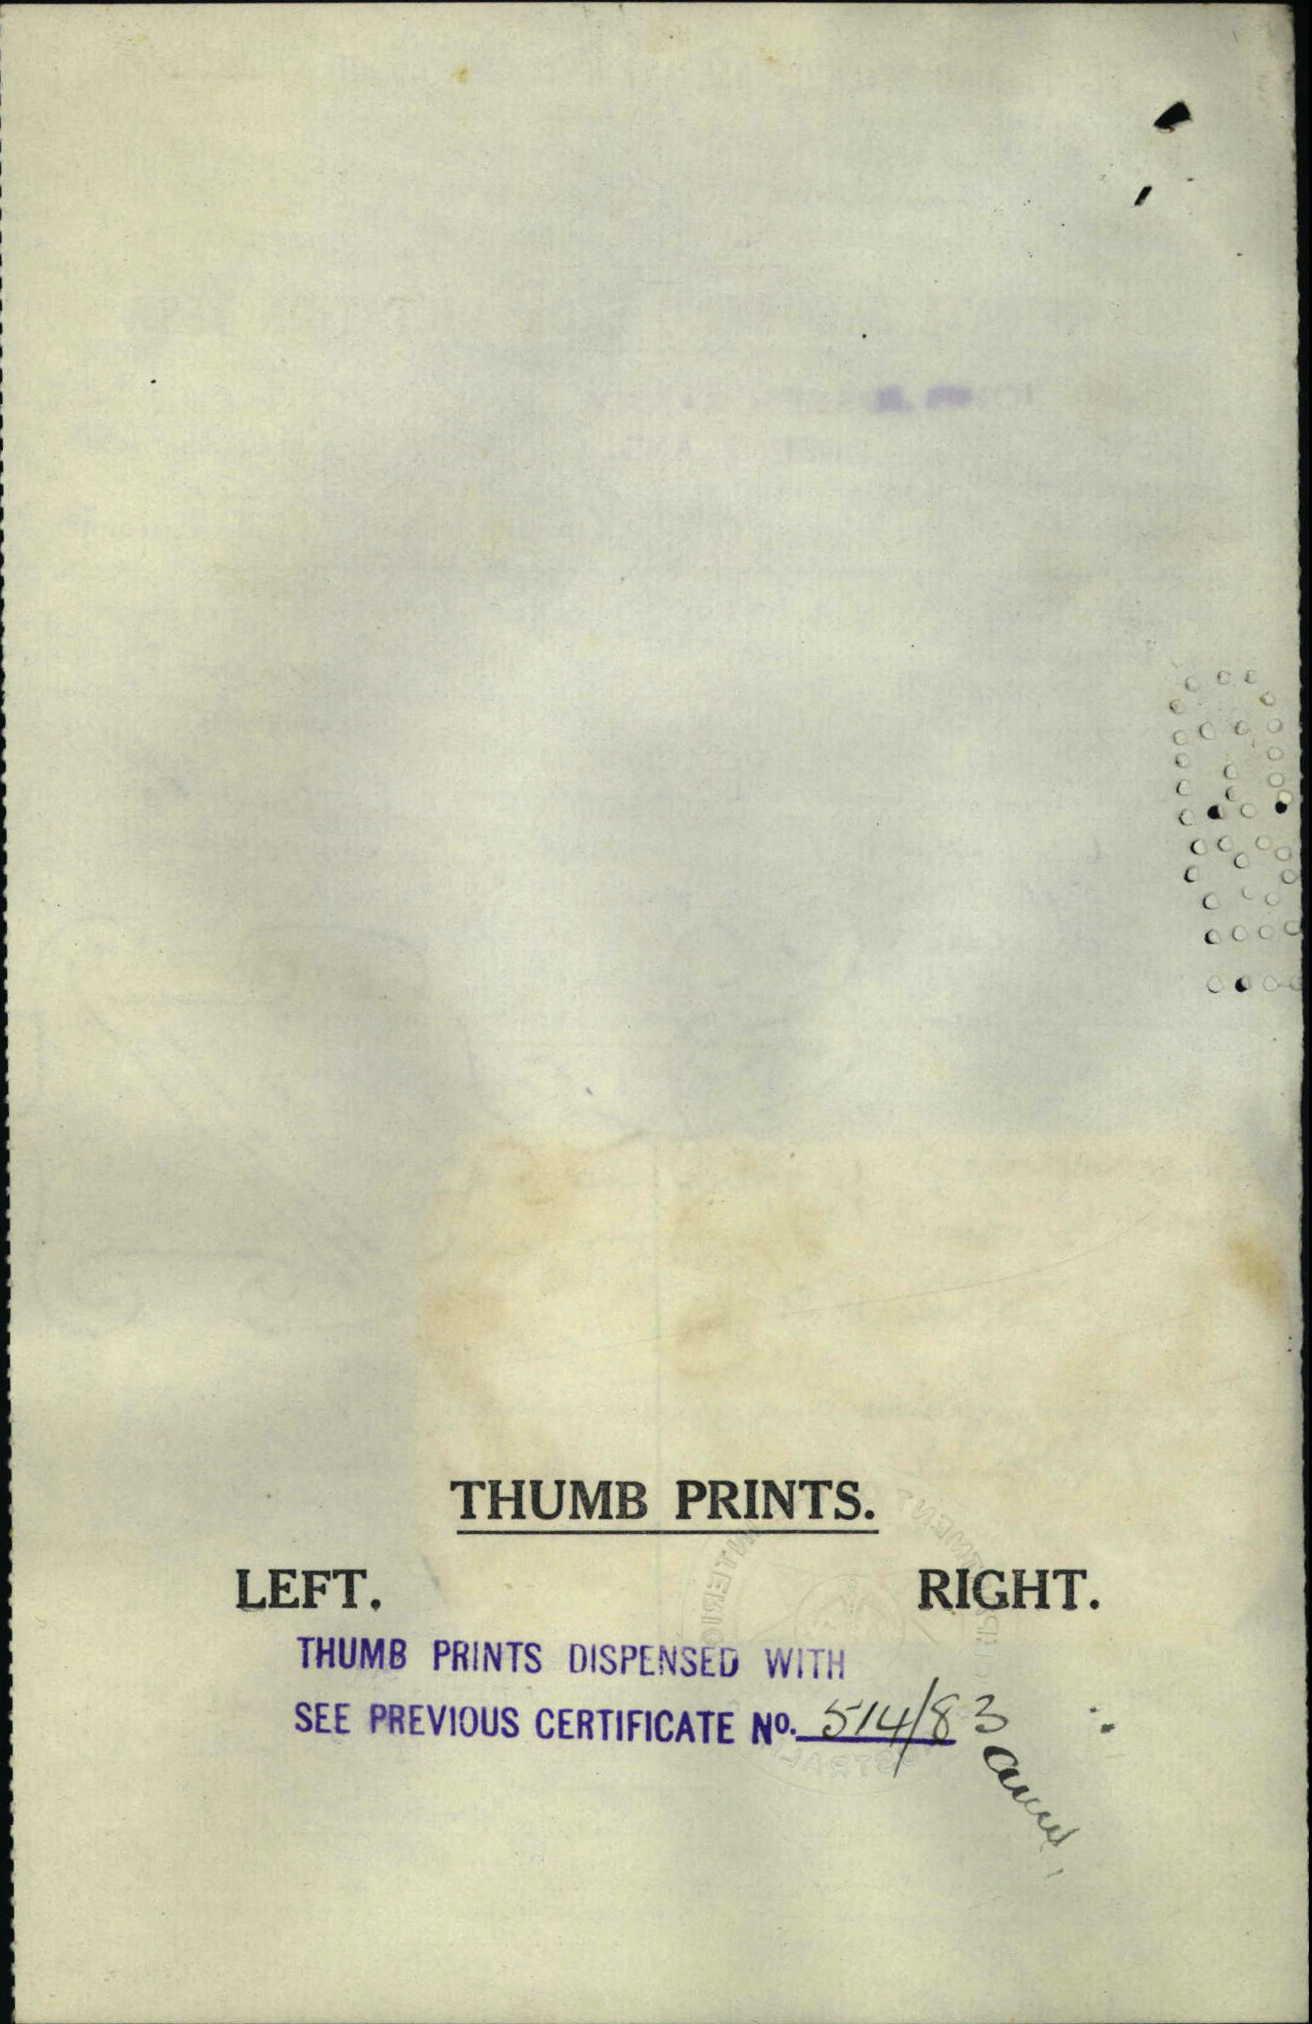 THUMB PRINTS.
LEFT. RIGHT.
THUMB PRINTS DISPENSED WITH
SEE PREVIOUS CERTIFICATE No. 514/83